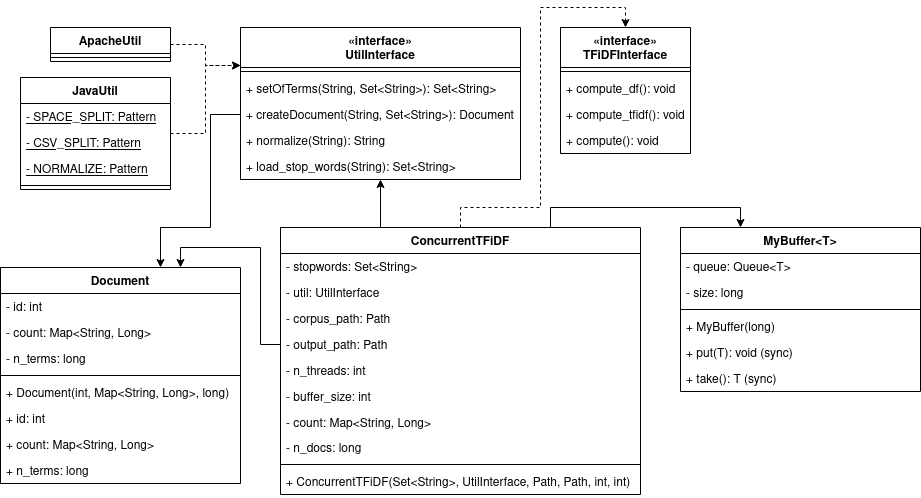 ApacheUtil
JavaUtil
- SPACE_SPLIT: Pattern
- CSV_SPLIT: Pattern
- NORMALIZE: Pattern
«interface»
UtilInterface
+ setOfTerms(String, Set<String>): Set<String>
+ createDocument(String, Set<String>): Document
+ normalize(String): String
+ load_stop_words(String): Set<String>
«interface»
TFiDFInterface
+ compute_df(): void
+ compute_tfidf(): void
+ compute(): void
Document
- id: int
- count: Map<String, Long>
- n_terms: long
+ Document(int, Map<String, Long>, long)
+ id: int
+ count: Map<String, Long>
+ n_terms: long
ConcurrentTFiDF
- stopwords: Set<String>
- util: UtilInterface
- corpus_path: Path
- output_path: Path
- n_threads: int
- buffer_size: int
- count: Map<String, Long>
- n_docs: long
+ ConcurrentTFiDF(Set<String>, UtilInterface, Path, Path, int, int)
MyBuffer<T>
- queue: Queue<T>
- size: long
+ MyBuffer(long)
+ put(T): void (sync)
+ take(): T (sync)